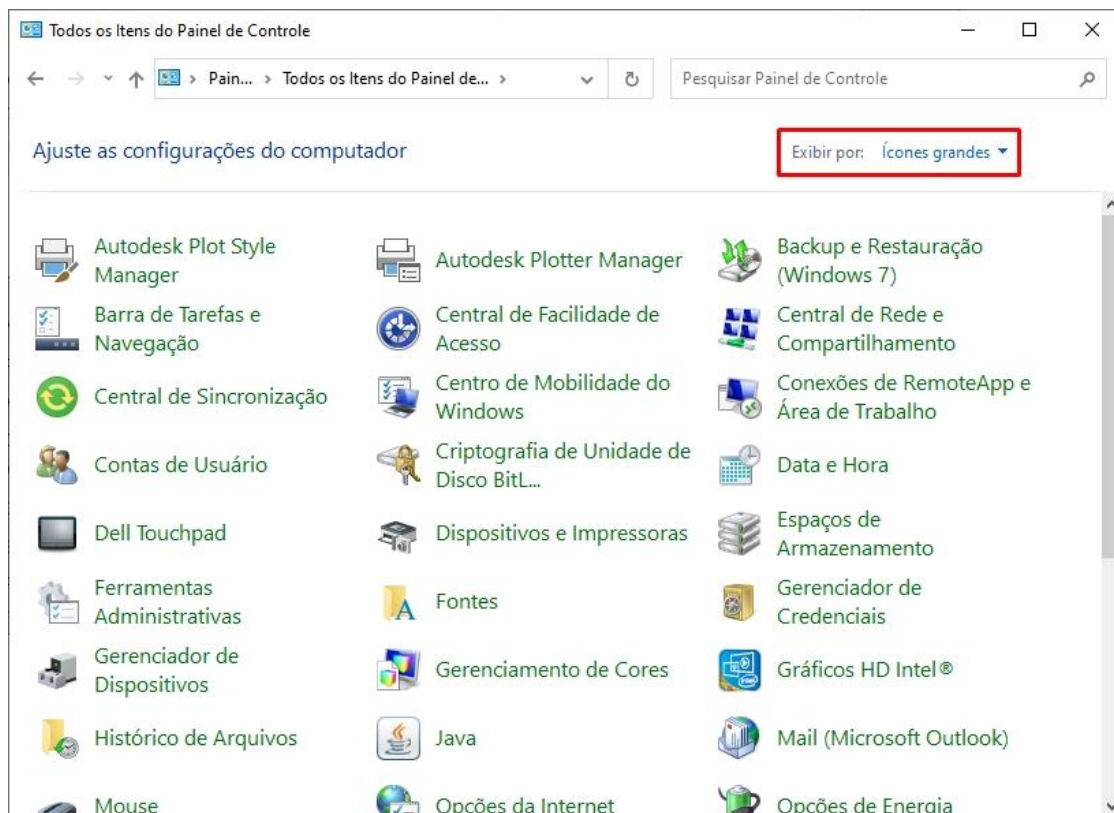 Todos os Itens do Painel de Controle
Pain... > Todos os Itens do Painel de... >
Pesquisar Painel de Controle
Ajuste as configurações do computador
Exibir por: Ícones grandes
Autodesk Plot Style
Manager
Autodesk Plotter Manager
Backup e Restauração
(Windows 7)
Barra de Tarefas e
Navegação
Central de Facilidade de
Acesso
Central de Rede e
Compartilhamento
Central de Sincronização
Centro de Mobilidade do
Windows
Conexões de RemoteApp e
Área de Trabalho
Contas de Usuário
Criptografia de Unidade de
Disco BitL...
Data e Hora
Dell Touchpad
Dispositivos e Impressoras
Espaços de
Armazenamento
Ferramentas
Administrativas
Fontes
Gerenciador de
Credenciais
Gerenciador de
Dispositivos
Gerenciamento de Cores
Gráficos HD Intel®
Histórico de Arquivos
Java
Mail (Microsoft Outlook)
Mouse
Opções da Internet
Opções de Energia